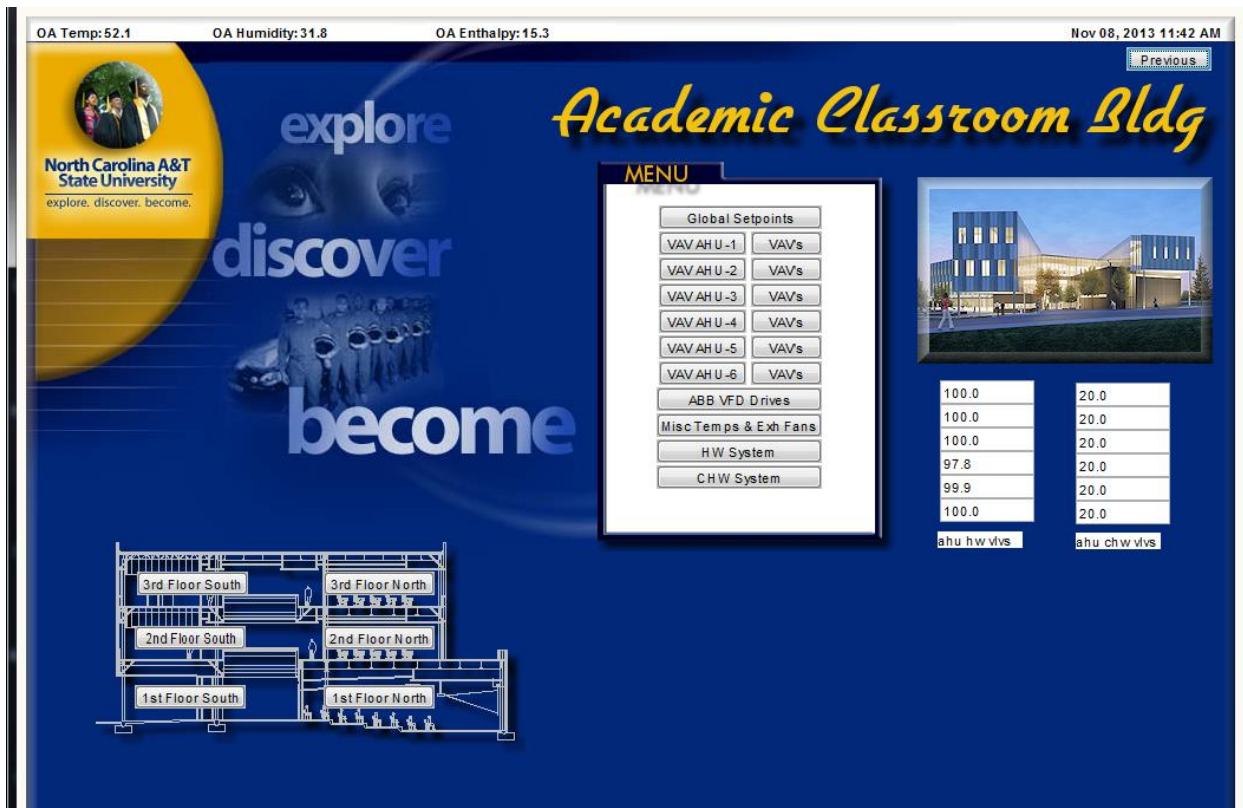 OA Temp: 52.1 OA Humidity: 31.8 OA Enthalpy: 15.3 Nov 08, 2013 11:42 AM
Previous
Academic Classroom Bldg
North Carolina A&T
State University
explore. discover. become.
explore
discover
become
MENU
Global Setpoints
VAV AHU-1 VAV's
VAV AHU-2 VAV's
VAV AHU-3 VAV's
VAV AHU-4 VAV's
VAV AHU-5 VAV's
VAV AHU-6 VAV's
ABB VFD Drives
Misc Temps & Exh Fans
HW System
CHW System
100.0 20.0
100.0 20.0
100.0 20.0
97.8 20.0
99.9 20.0
100.0 20.0
ahu hw vlvs ahu chw vlvs
3rd Floor South 3rd Floor North
2nd Floor South 2nd Floor North
1st Floor South 1st Floor North